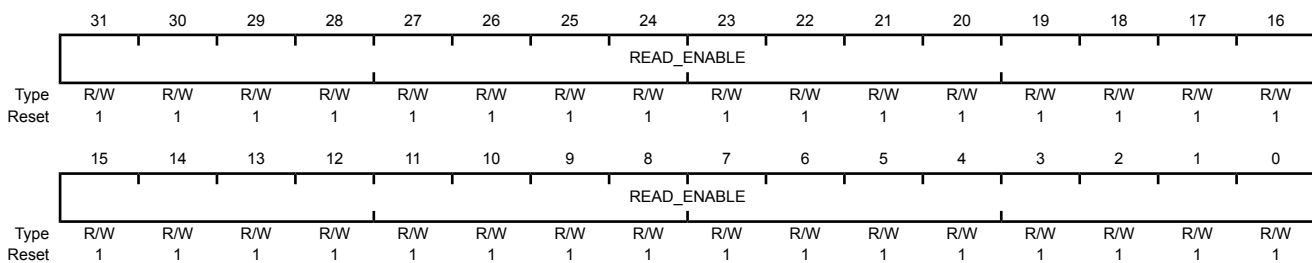 31 30 29 28 27 26 25 24 23 22 21 20 19 18 17 16
READ_ENABLE
Type R/W R/W R/W R/W R/W R/W R/W R/W R/W R/W R/W R/W R/W R/W R/W R/W
Reset 1 1 1 1 1 1 1 1 1 1 1 1 1 1 1 1
15 14 13 12 11 10 9 8 7 6 5 4 3 2 1 0
READ_ENABLE
Type R/W R/W R/W R/W R/W R/W R/W R/W R/W R/W R/W R/W R/W R/W R/W R/W
Reset 1 1 1 1 1 1 1 1 1 1 1 1 1 1 1 1